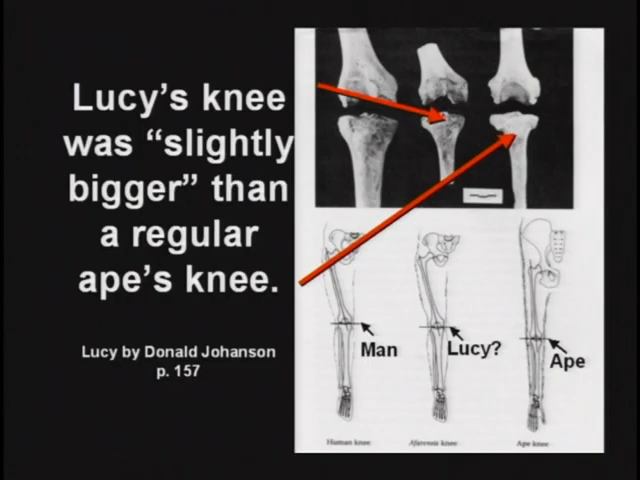 Lucy’s knee
was “slightly
bigger” than
a regular
ape’s knee.
Lucy by Donald Johanson
p. 157
Man
Lucy?
Ape
Human knee
Afarensis knee
Ape knee